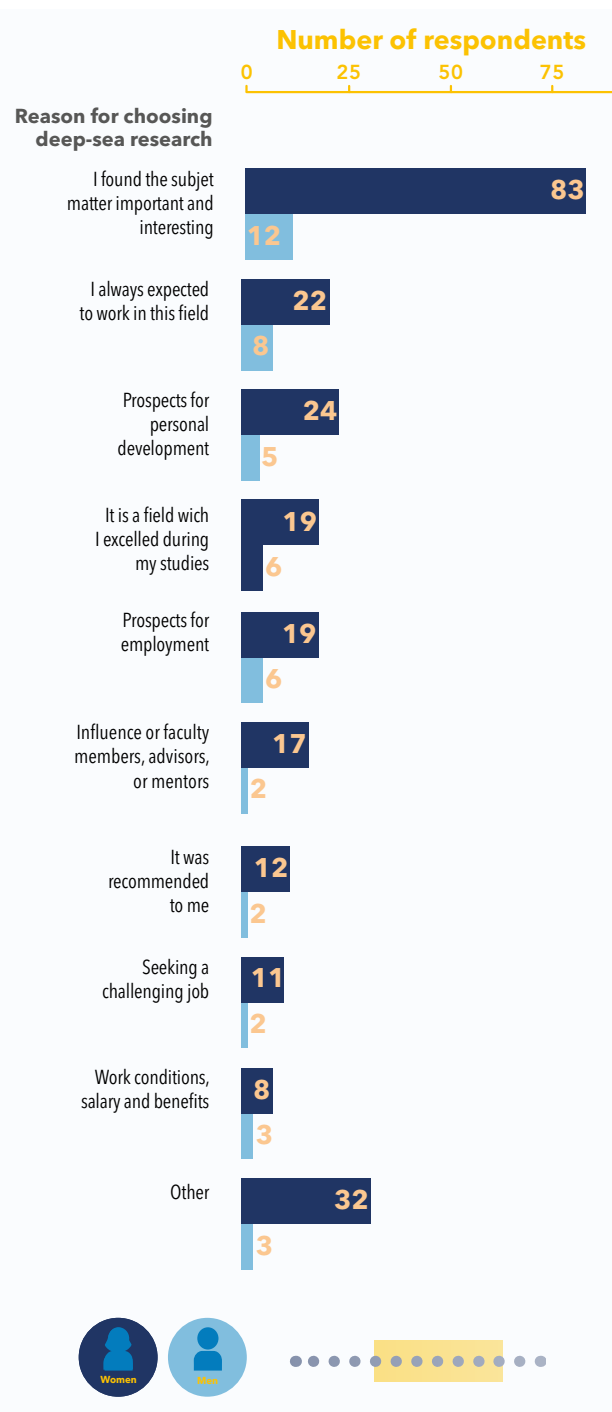 Number of respondents
0 25 50 75
Reason for choosing
deep-sea research
I found the subjet
matter important and
interesting
83
12
I always expected
to work in this field
22
8
Prospects for
personal
development
24
5
It is a field wich
I excelled during
my studies
19
6
Prospects for
employment
19
6
Influence or faculty
members, advisors,
or mentors
17
2
It was
recommended
to me
12
2
Seeking a
challenging job
11
2
Work conditions,
salary and benefits
8
3
Other
32
3
Women
Men